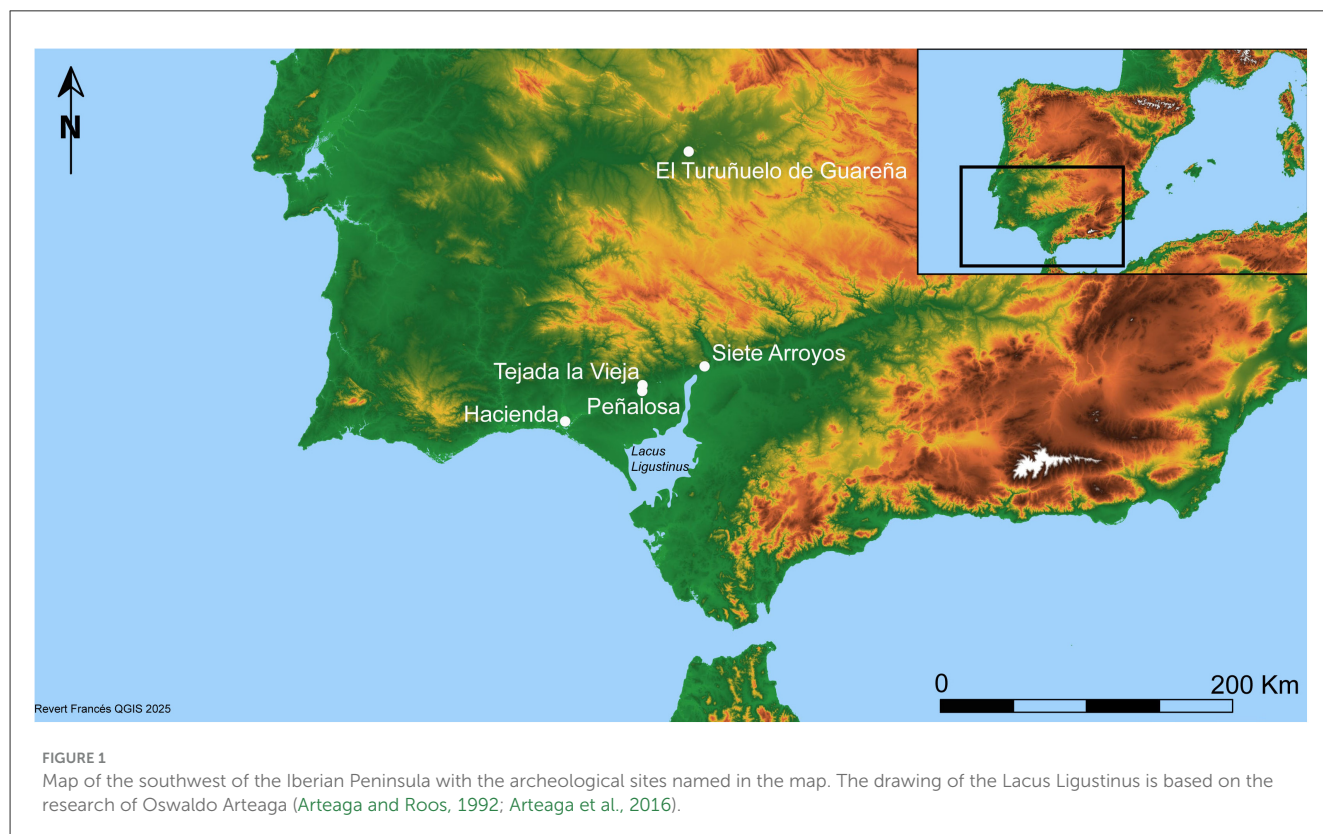 N
El Turuñuelo de Guareña
Siete Arroyos
Tejada la Vieja
Peñalosa
Hacienda
Lacus
Ligustinus
0 200 Km
Revert Francés QGIS 2025
FIGURE 1
Map of the southwest of the Iberian Peninsula with the archeological sites named in the map. The drawing of the Lacus Ligustinus is based on the
research of Oswaldo Arteaga (Arteaga and Roos, 1992; Arteaga et al., 2016).